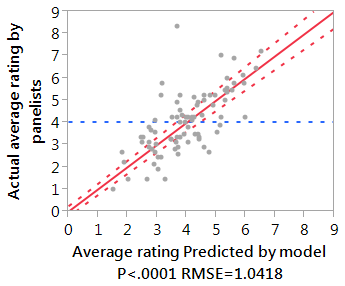 9
8
7
6
5
4
3
2
1
0
Actual average rating by
panelists
0 1 2 3 4 5 6 7 8 9
Average rating Predicted by model
P<.0001 RMSE=1.0418